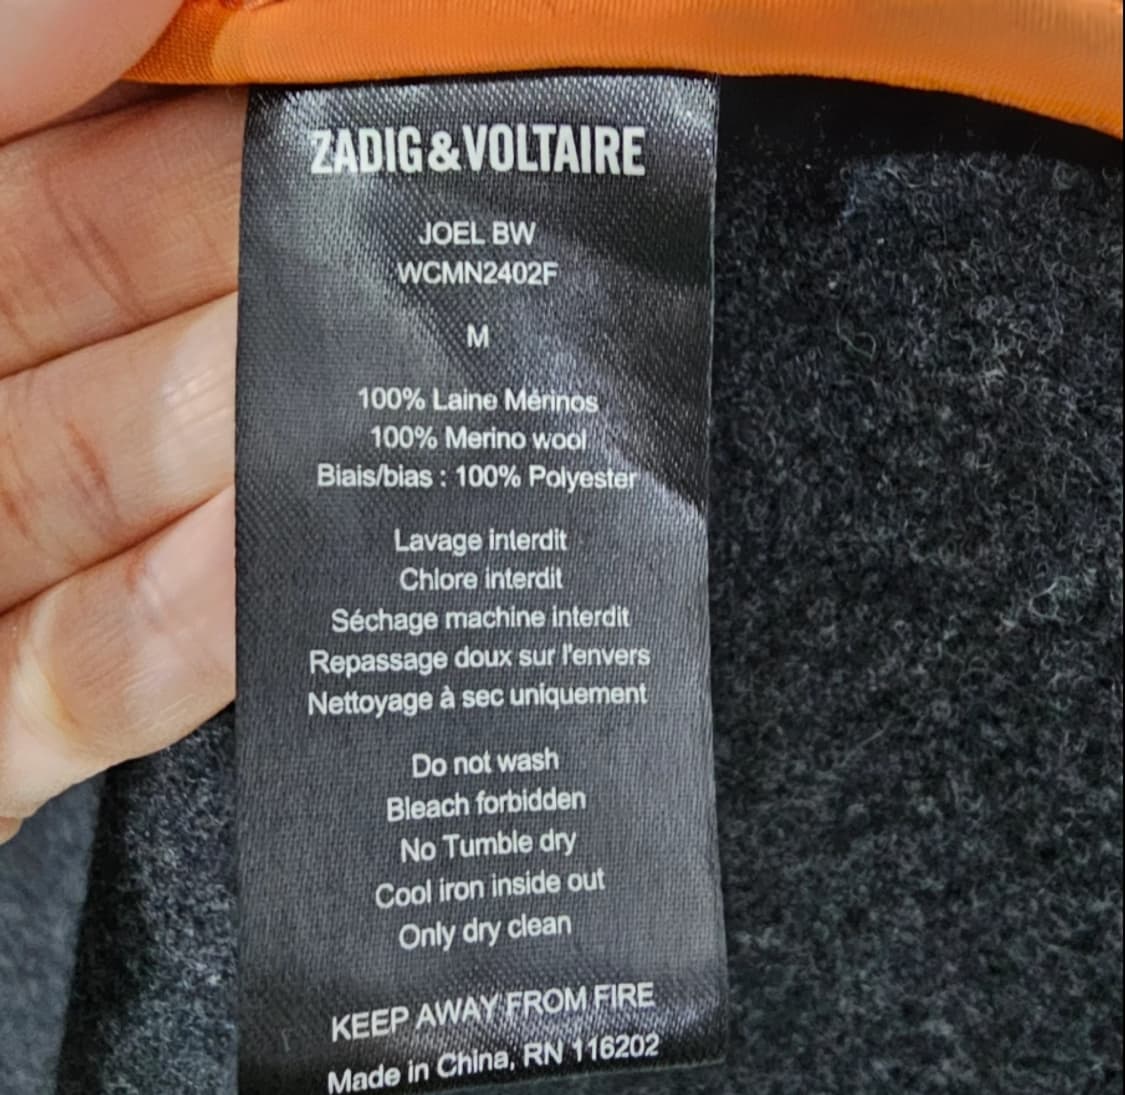 ZADIG&VOLTAIRE
JOEL BW
WCMN2402F
M
100% Laine Mérinos
100% Merino wool
Biais/bias : 100% Polyester
Lavage interdit
Chlore interdit
Séchage machine interdit
Repassage doux sur l'envers
Nettoyage à sec uniquement
Do not wash
Bleach forbidden
No Tumble dry
Cool iron inside out
Only dry clean
KEEP AWAY FROM FIRE
Made in China, RN 116202